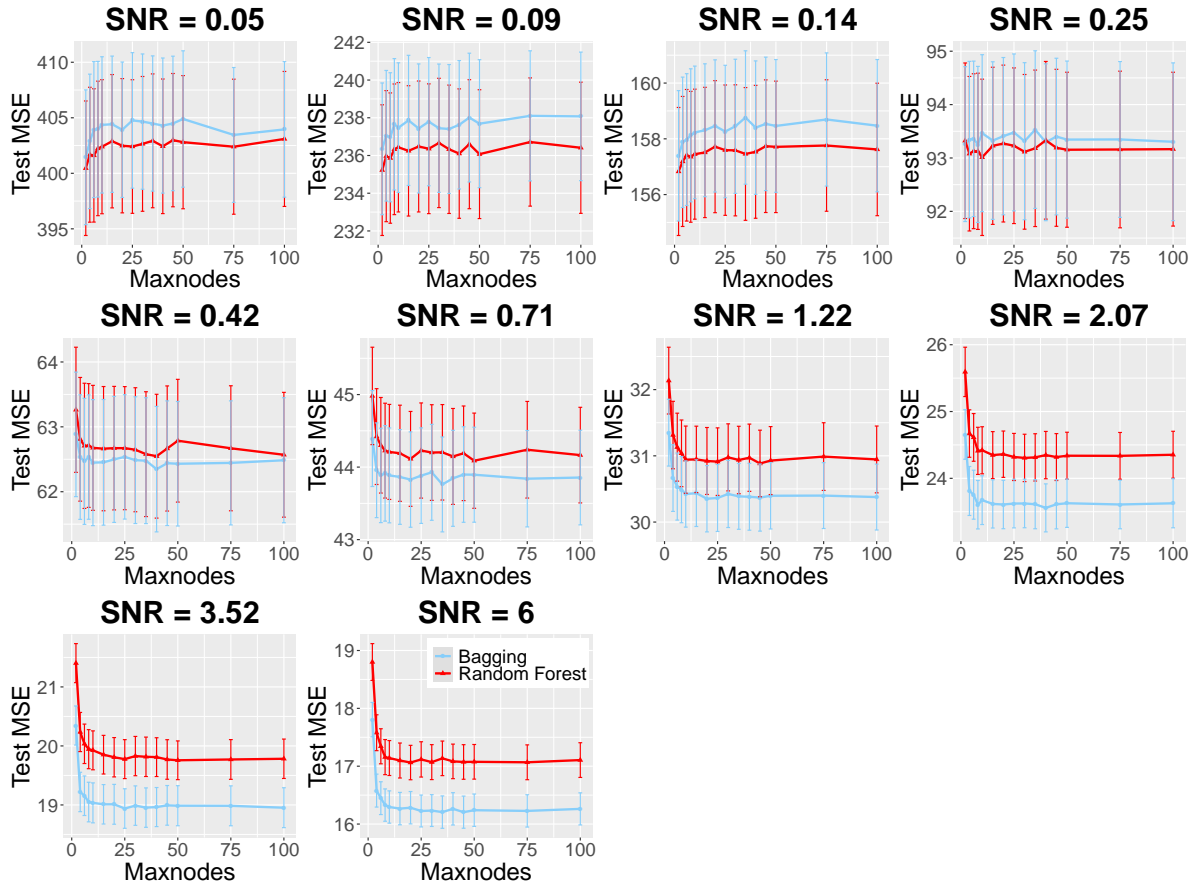 SNR = 0.05
Test MSE
410
405
400
395
0 25 50 75 100
Maxnodes
SNR = 0.09
Test MSE
242
240
238
236
234
232
0 25 50 75 100
Maxnodes
SNR = 0.14
Test MSE
160
158
156
0 25 50 75 100
Maxnodes
SNR = 0.25
Test MSE
95
94
93
92
0 25 50 75 100
Maxnodes
SNR = 0.42
Test MSE
64
63
62
0 25 50 75 100
Maxnodes
SNR = 0.71
Test MSE
45
44
43
0 25 50 75 100
Maxnodes
SNR = 1.22
Test MSE
32
31
30
0 25 50 75 100
Maxnodes
SNR = 2.07
Test MSE
26
25
24
0 25 50 75 100
Maxnodes
SNR = 3.52
Test MSE
21
20
19
0 25 50 75 100
Maxnodes
SNR = 6
Test MSE
19
18
17
16
0 25 50 75 100
Maxnodes
Bagging
Random Forest